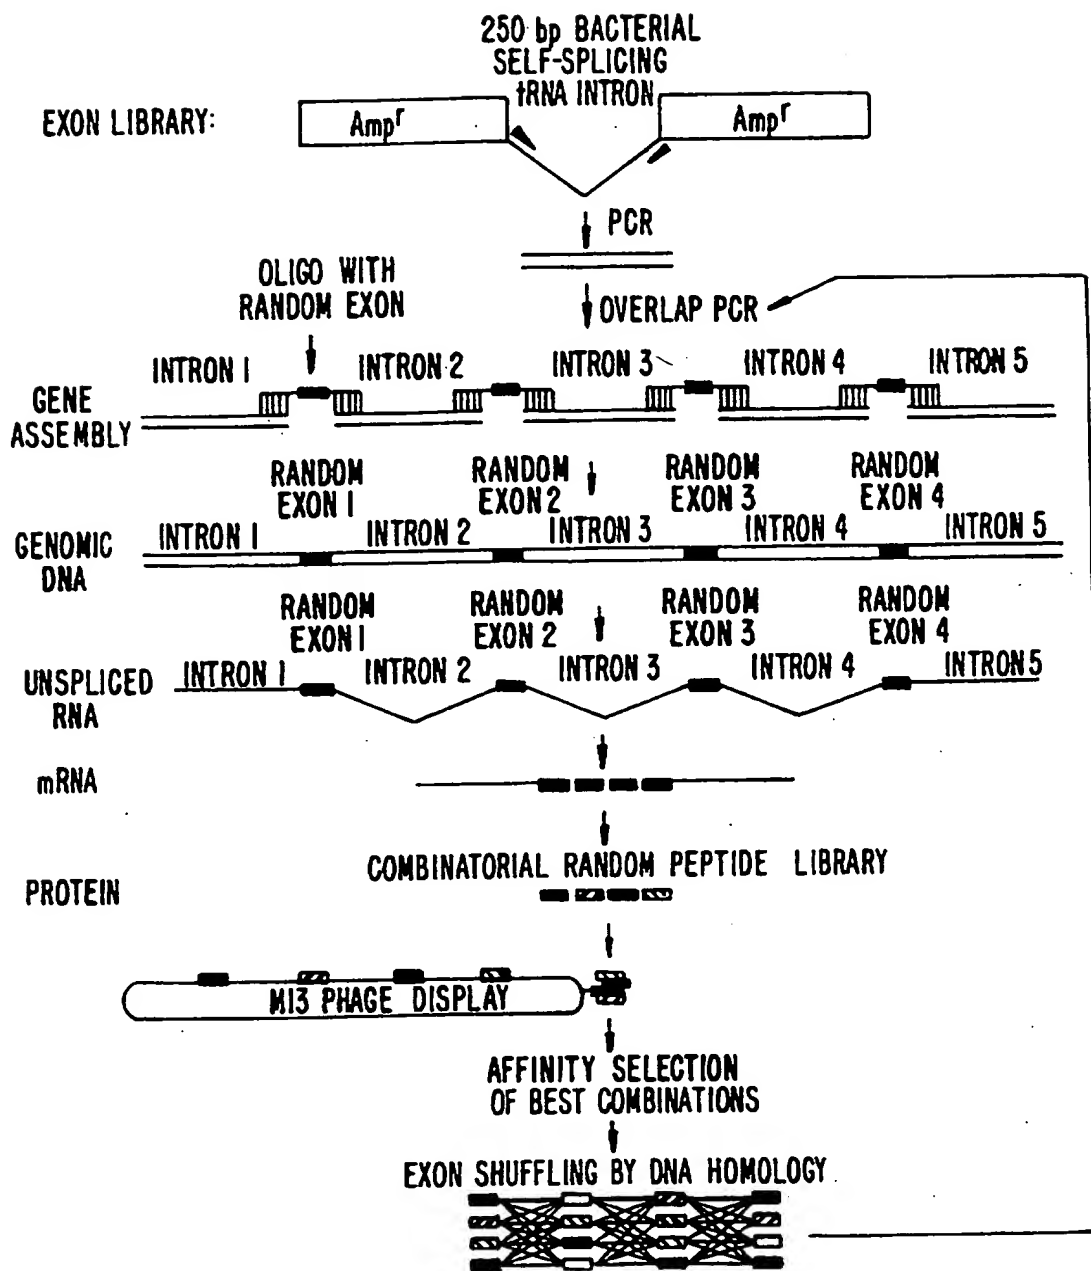 250 bp BACTERIAL
SELF-SPLICING
tRNA INTRON
EXON LIBRARY:
Ampr
Ampr
PCR
OLIGO WITH
RANDOM EXON
OVERLAP PCR
INTRON 1
INTRON 2
INTRON 3
INTRON 4
INTRON 5
GENE
ASSEMBLY
RANDOM
EXON 1
RANDOM
EXON 2
RANDOM
EXON 3
RANDOM
EXON 4
GENOMIC
DNA
INTRON 1
INTRON 2
INTRON 3
INTRON 4
INTRON 5
RANDOM
EXON 1
RANDOM
EXON 2
RANDOM
EXON 3
RANDOM
EXON 4
UNSPLICED
RNA
INTRON 1
INTRON 2
INTRON 3
INTRON 4
INTRON 5
mRNA
COMBINATORIAL RANDOM PEPTIDE LIBRARY
PROTEIN
M13 PHAGE DISPLAY
AFFINITY SELECTION
OF BEST COMBINATIONS
EXON SHUFFLING BY DNA HOMOLOGY